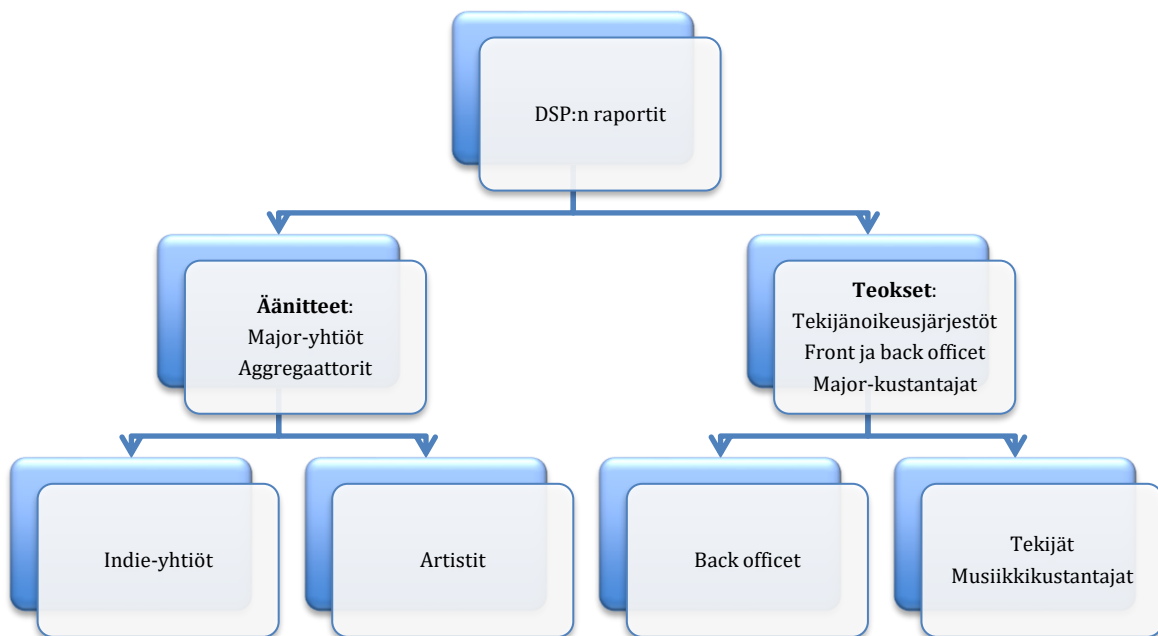 DSP:n raportit
Äänitteet:
Major-yhtiöt
Aggregaattorit
Teokset:
Tekijänoikeusjärjestöt
Front ja back officet
Major-kustantajat
Indie-yhtiöt
Artistit
Back officet
Tekijät
Musiikkikustantajat